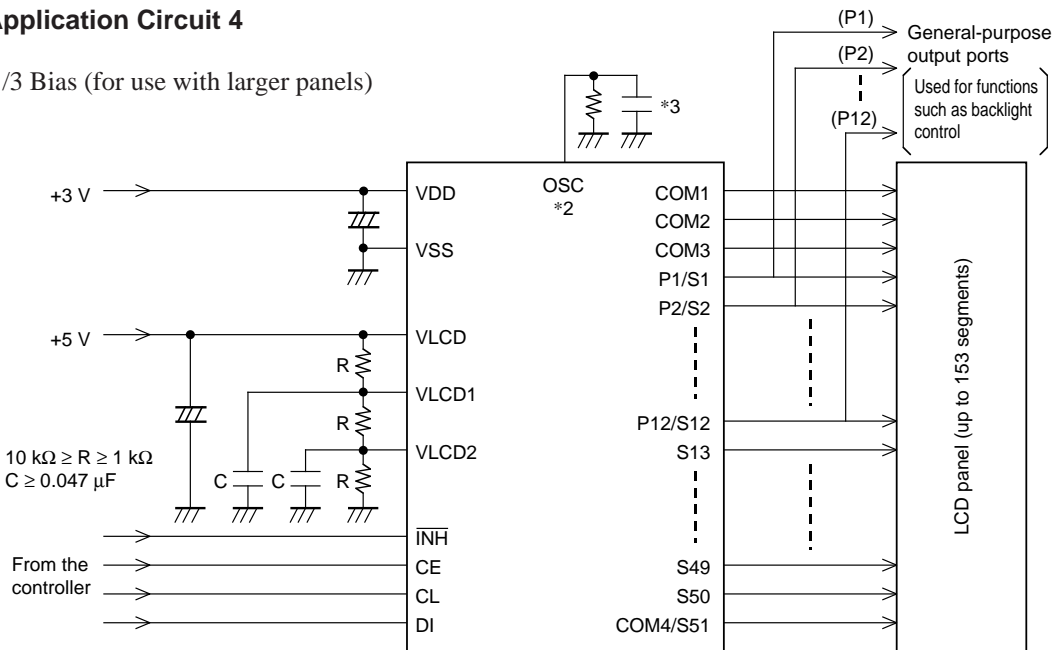 pplication Circuit 4
/3 Bias (for use with larger panels)
(P1)
General-purpose
output ports
(P2)
Used for functions
such as backlight
control
(P12)
*3
+3 V
VDD
OSC
*2
COM1
COM2
VSS
COM3
P1/S1
P2/S2
+5 V
VLCD
R
VLCD1
R
P12/S12
VLCD2
S13
10 kΩ ≥ R ≥ 1 kΩ
C ≥ 0.047 µF
C
C
R
LCD panel (up to 153 segments)
INH
From the
controller
CE
S49
CL
S50
DI
COM4/S51